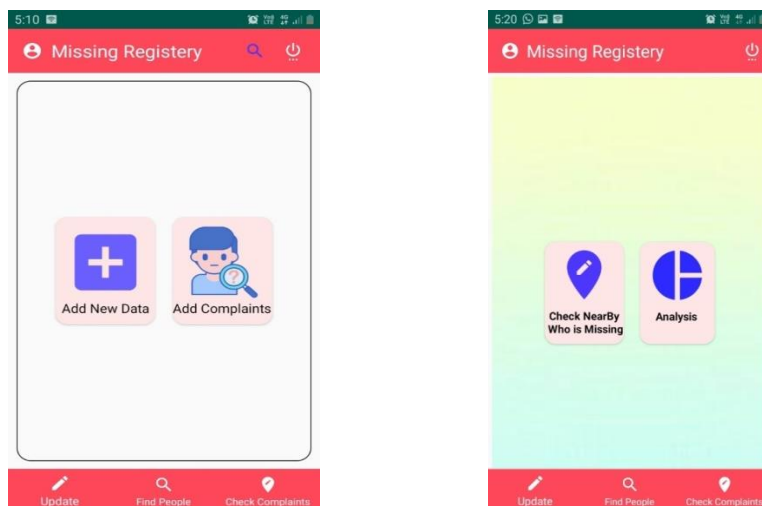 5:10
Missing Registery
Add New Data
Add Complaints
Update
Find People
Check Complaints
5:20
Missing Registery
Check NearBy
Who is Missing
Analysis
Update
Find People
Check Complaints